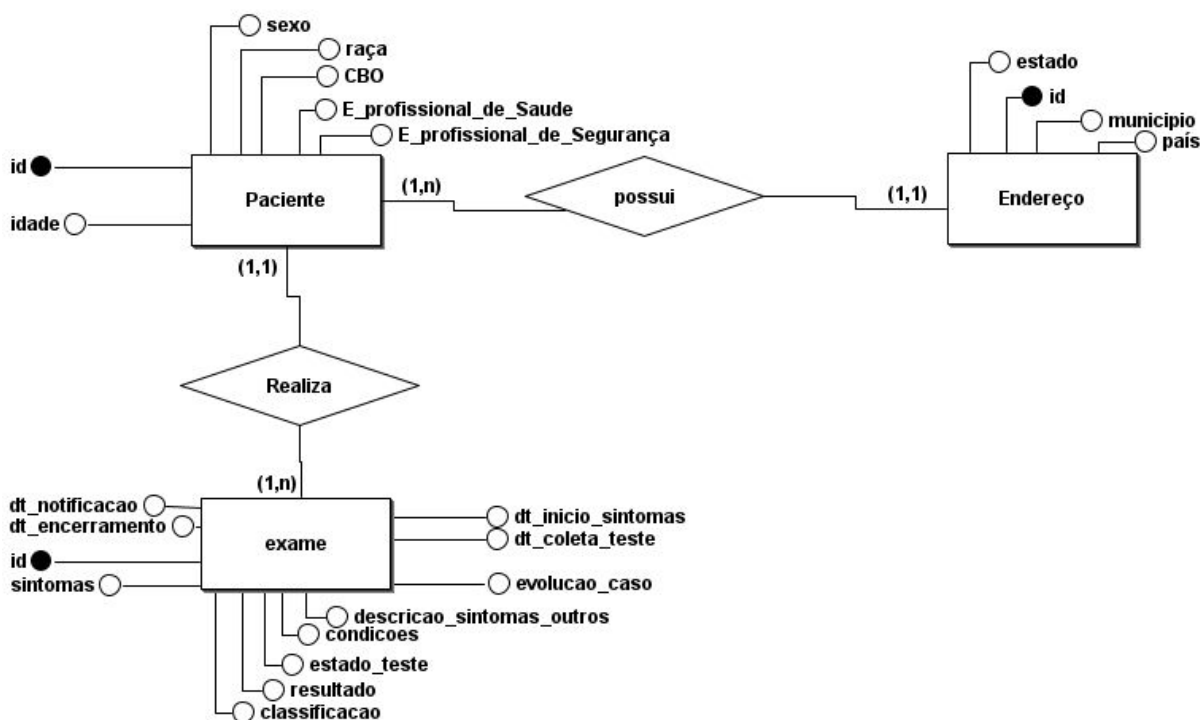 sexo
raça
CBO
E_profissional_de_Saude
E_profissional_de_Segurança
id
idade
Paciente
(1,n)
possui
(1,1)
estado
id
municipio
país
Endereço
(1,1)
Realiza
(1,n)
dt_notificacao
dt_encerramento
id
sintomas
exame
dt_inicio_sintomas
dt_coleta_teste
evolucao_caso
descricao_sintomas_outros
condicoes
estado_teste
resultado
classificacao